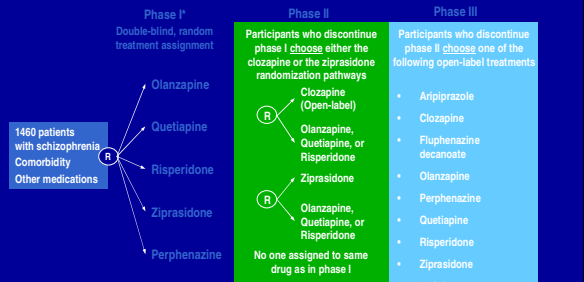 Phase I*
Double-blind, random
treatment assignment
1460 patients
with schizophrenia
Comorbidity
Other medications
R
Olanzapine
Quetiapine
Risperidone
Ziprasidone
Perphenazine
Phase II
Participants who discontinue
phase I choose either the
clozapine or the ziprasidone
randomization pathways
R
Clozapine
(Open-label)
Olanzapine,
Quetiapine, or
Risperidone
R
Ziprasidone
Olanzapine,
Quetiapine, or
Risperidone
No one assigned to same
drug as in phase I
Phase III
Participants who discontinue
phase II choose one of the
following open-label treatments
• Aripiprazole
• Clozapine
• Fluphenazine
decanoate
• Olanzapine
• Perphenazine
• Quetiapine
• Risperidone
• Ziprasidone